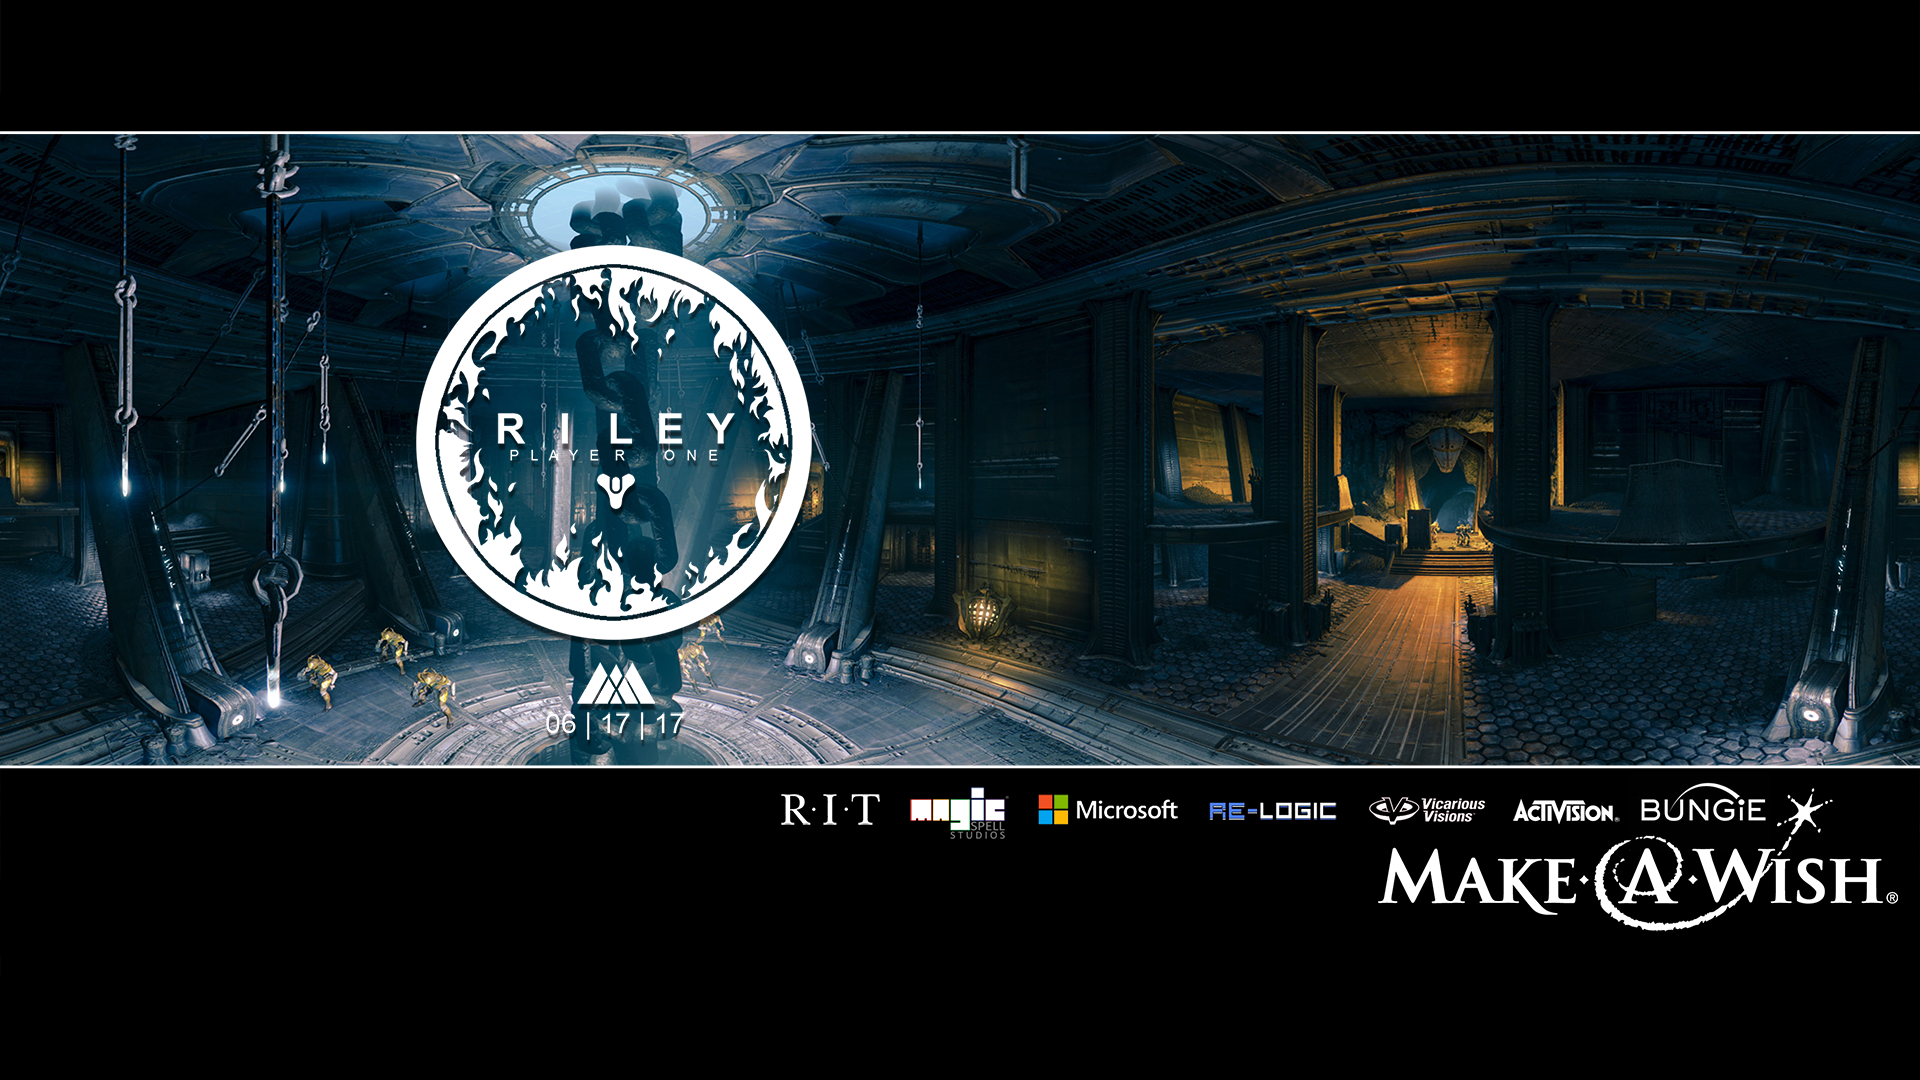 RILEY
PLAYER ONE
06 | 17 | 17
R·I·T
MAGIC
SPELL
STUDIOS
Microsoft
RE-LOGIC
Vicarious
Visions
ACTIVISION®
BUNGiE
MAKE·A·WISH®